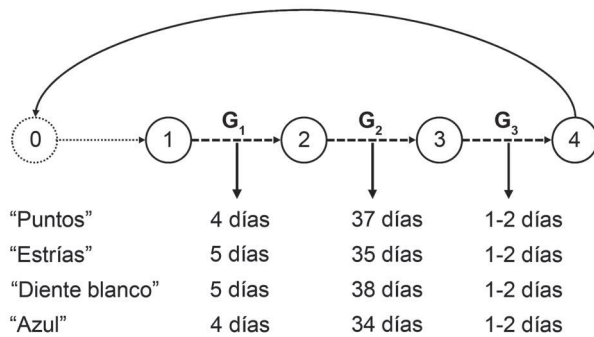 G1 G2 G3
0 1 2 3 4
“Puntos” 4 días 37 días 1-2 días
“Estrías” 5 días 35 días 1-2 días
“Diente blanco” 5 días 38 días 1-2 días
“Azul” 4 días 34 días 1-2 días